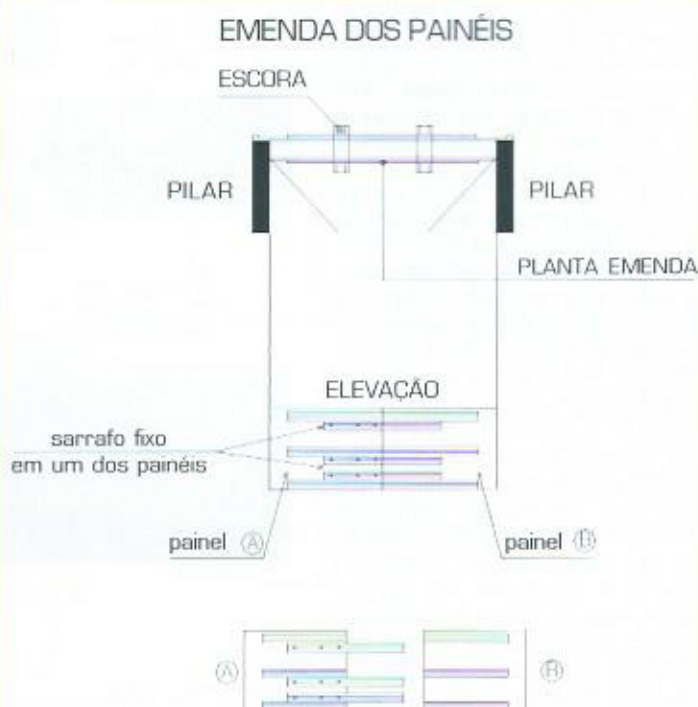 EMENDA DOS PAINÉIS
ESCORA
PILAR
PILAR
PLANTA EMENDA
ELEVAÇÃO
sarrafo fixo
em um dos painéis
painel Ⓐ
painel Ⓑ
Ⓐ
Ⓑ